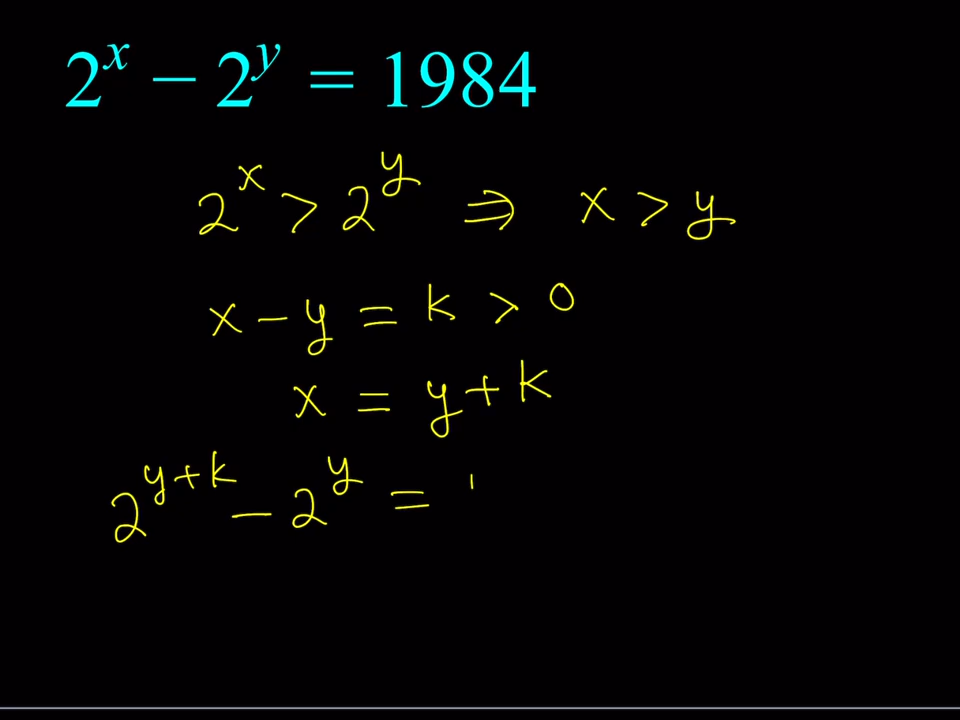 2^x − 2^y = 1984
2^x > 2^y ⇒ x > y
x − y = k > 0
x = y + k
2^{y+k} − 2^y =